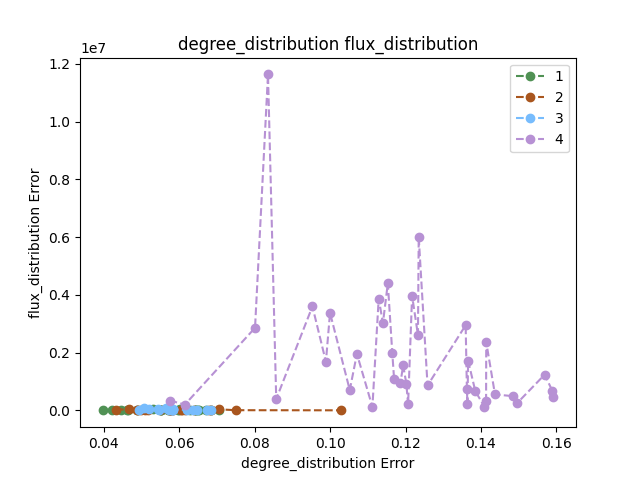 degree_distribution flux_distribution
1e7
1.2
1.0
0.8
0.6
0.4
0.2
0.0
flux_distribution Error
0.04 0.06 0.08 0.10 0.12 0.14 0.16
degree_distribution Error
1
2
3
4